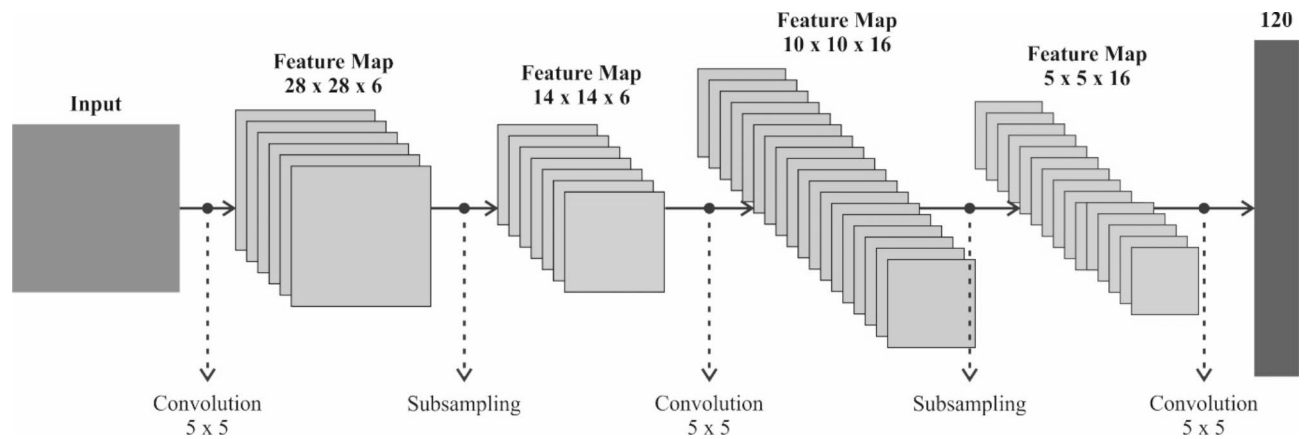 Input
Feature Map
28 x 28 x 6
Feature Map
14 x 14 x 6
Feature Map
10 x 10 x 16
Feature Map
5 x 5 x 16
120
Convolution
5 x 5
Subsampling
Convolution
5 x 5
Subsampling
Convolution
5 x 5